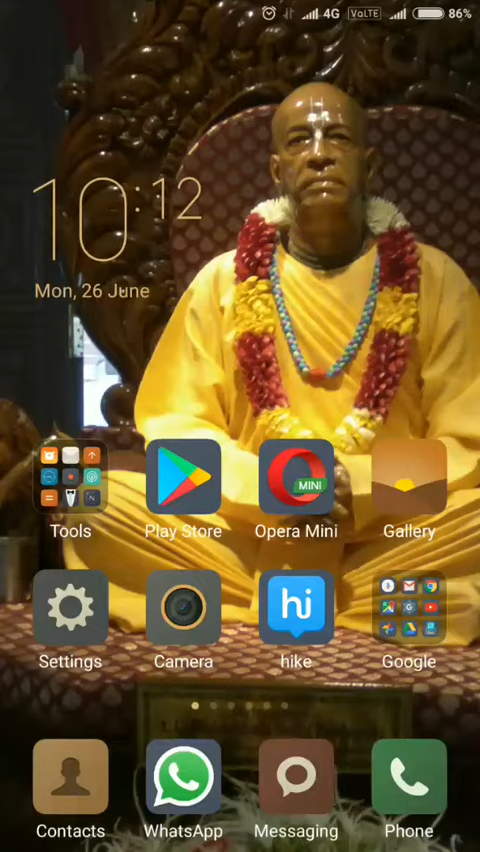 4G VoLTE 86%
10:12
Mon, 26 June
MINI
Tools Play Store Opera Mini Gallery
hi
Settings Camera hike Google
Contacts WhatsApp Messaging Phone